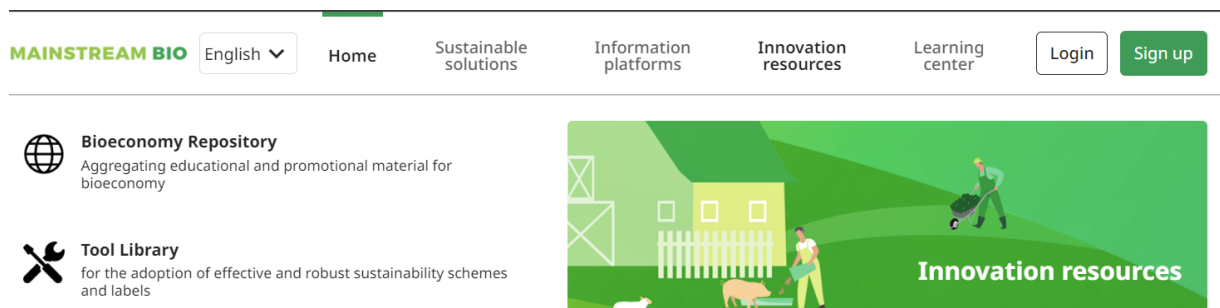 MAINSTREAM BIO
English
Home
Sustainable
solutions
Information
platforms
Innovation
resources
Learning
center
Login
Sign up
Bioeconomy Repository
Aggregating educational and promotional material for
bioeconomy
Tool Library
for the adoption of effective and robust sustainability schemes
and labels
Innovation resources